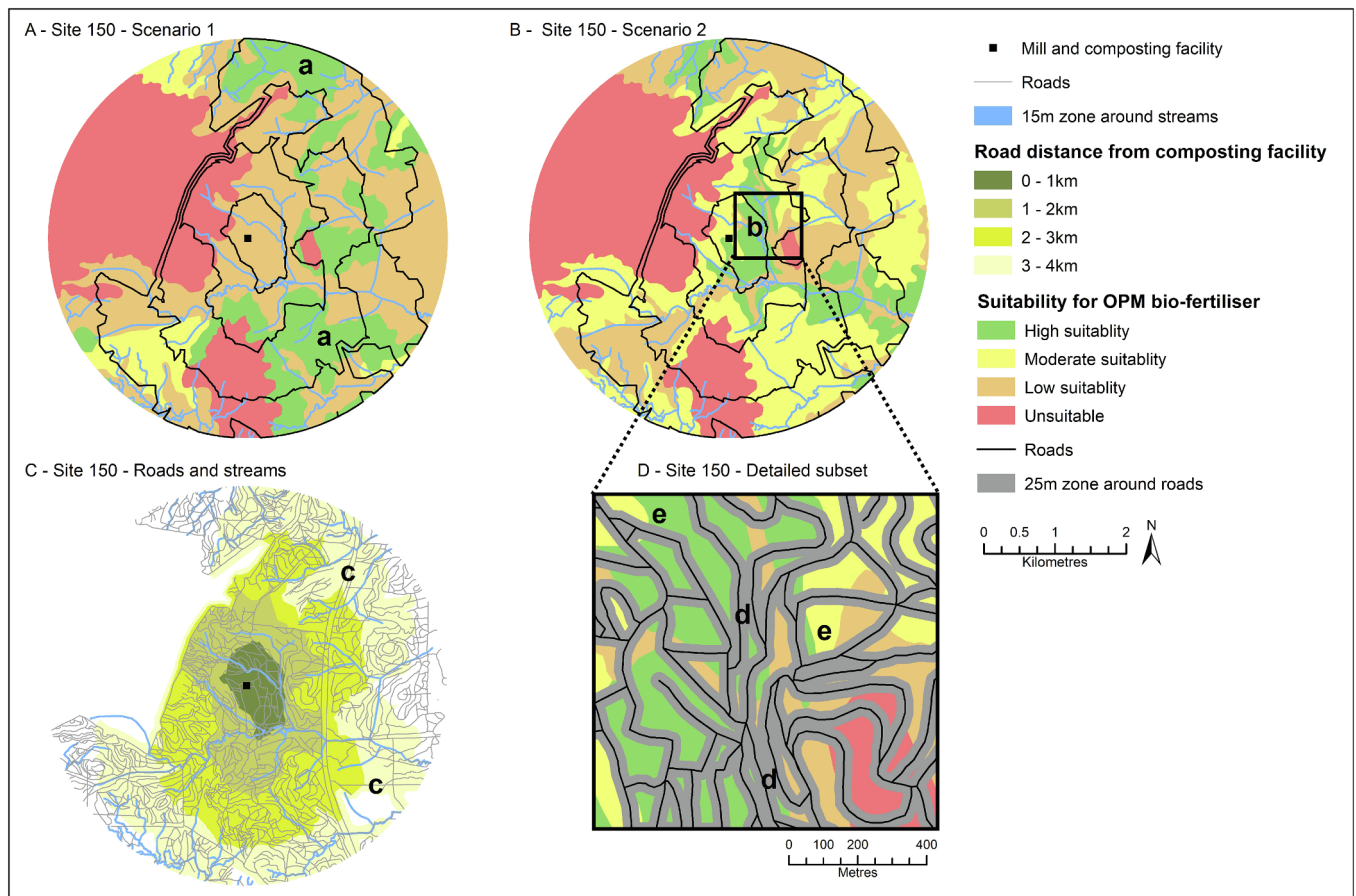 A - Site 150 - Scenario 1
a
a
B -  Site 150 - Scenario 2
b
C - Site 150 - Roads and streams
c
c
D - Site 150 - Detailed subset
e
d
e
d
0 100 200 400
Metres
Mill and composting facility
Roads
15m zone around streams
Road distance from composting facility
0 - 1km
1 - 2km
2 - 3km
3 - 4km
Suitability for OPM bio-fertiliser
High suitablity
Moderate suitablity
Low suitablity
Unsuitable
Roads
25m zone around roads
0 0.5 1 2
Kilometres
N